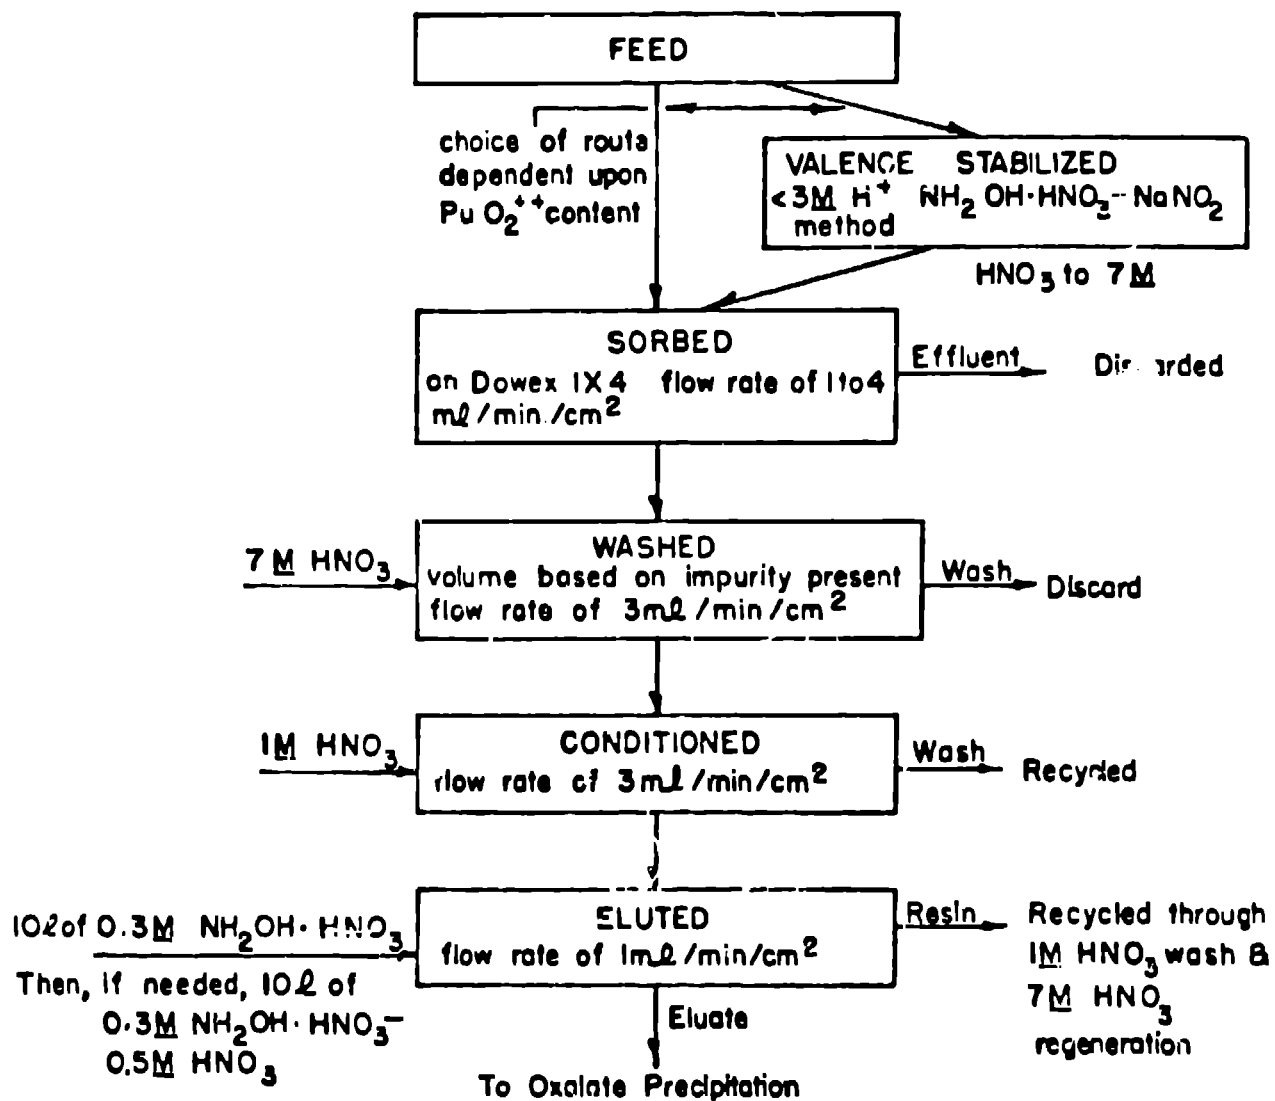 FEED
choice of route
dependent upon
Pu O₂⁺⁺ content
VALENCE STABILIZED
<3M H⁺ NH₂OH·HNO₃-NaNO₂
method
HNO₃ to 7M
SORBED
on Dowex 1X4 flow rate of 1 to 4
ml/min./cm²
Effluent
7M HNO₃
WASHED
volume based on impurity present
flow rate of 3ml/min/cm²
Wash
Discard
1M HNO₃
CONDITIONED
flow rate of 3ml/min/cm²
Wash
Recycled
10l of 0.3M NH₂OH·HNO₃
Then, if needed, 10l of
0.3M NH₂OH·HNO₃-
0.5M HNO₃
ELUTED
flow rate of 1ml/min/cm²
Resin
Recycled through
1M HNO₃ wash &
7M HNO₃
regeneration
Eluate
To Oxalate Precipitation